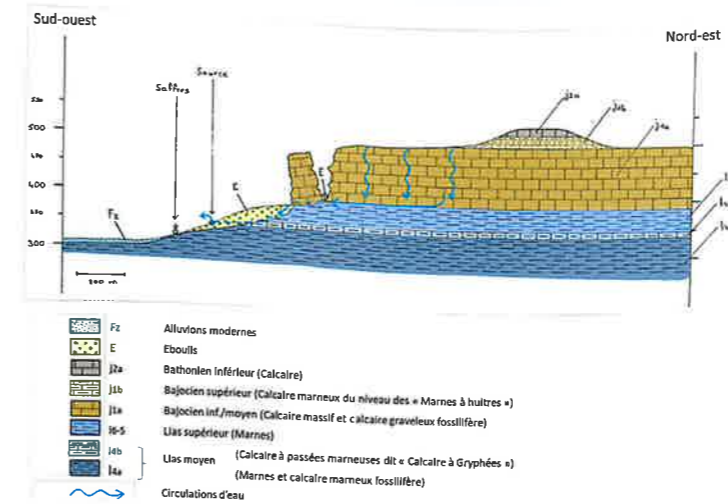 Sud-ouest
Nord-est
Source
Saffres
j2a
j1b
j1a
500
400
300
E
E
Fz
Fz Alluvions modernes
E Eboulis
j2a Bathonien inférieur (Calcaire)
j1b Bajocien supérieur (Calcaire marneux du niveau des « Marnes à huitres »)
j1a Bajocien inf./moyen (Calcaire massif et calcaire graveleux fossilifère)
l6-5 Lias supérieur (Marnes)
l4b (Calcaire à passées marneuses dit « Calcaire à Gryphées »)
Lias moyen
l4a (Marnes et calcaire marneux fossilifère)
Circulations d'eau